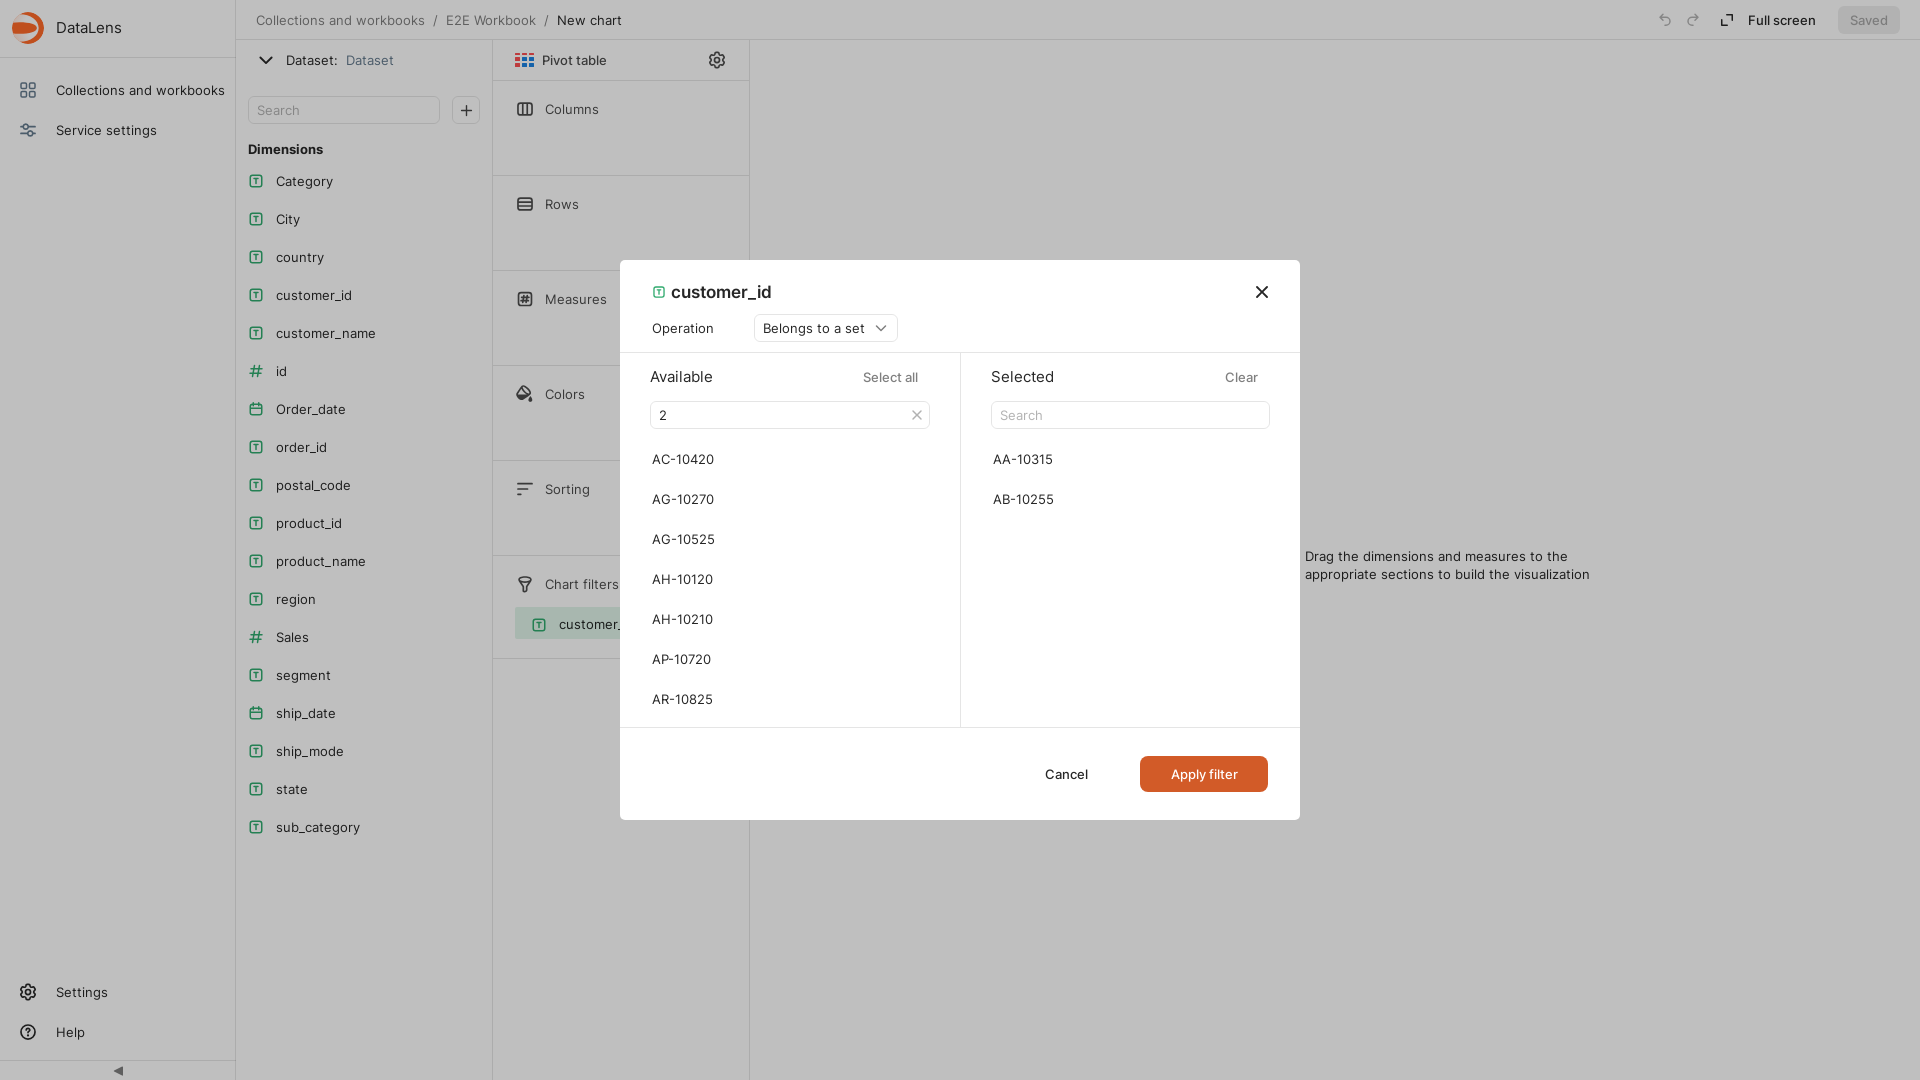 DataLens
Collections and workbooks
Service settings
Settings
Help
Collections and workbooks / E2E Workbook / New chart
Full screen
Saved
Dataset: Dataset
Search
Dimensions
Category
City
country
customer_id
customer_name
id
Order_date
order_id
postal_code
product_id
product_name
region
Sales
segment
ship_date
ship_mode
state
sub_category
Pivot table
Columns
Rows
Measures
Colors
Sorting
Chart filters
customer_
Drag the dimensions and measures to the
appropriate sections to build the visualization
customer_id
Operation
Belongs to a set
Available
Select all
2
AC-10420
AG-10270
AG-10525
AH-10120
AH-10210
AP-10720
AR-10825
Selected
Clear
Search
AA-10315
AB-10255
Cancel
Apply filter